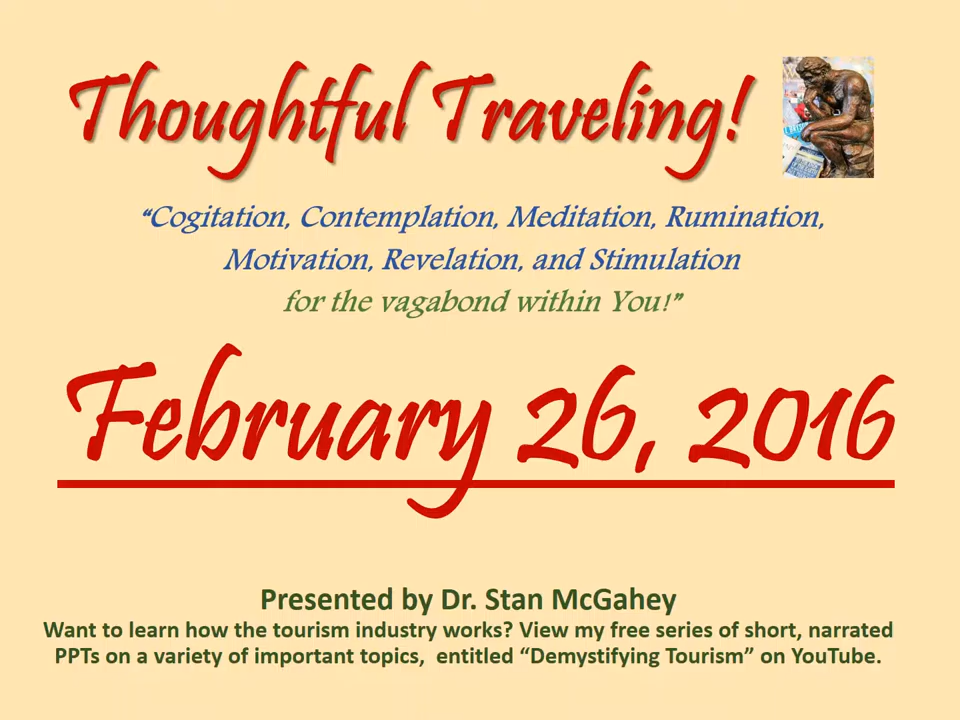 Thoughtful Traveling!
“Cogitation, Contemplation, Meditation, Rumination,
Motivation, Revelation, and Stimulation
for the vagabond within You!”
February 26, 2016
Presented by Dr. Stan McGahey
Want to learn how the tourism industry works? View my free series of short, narrated
PPTs on a variety of important topics,  entitled “Demystifying Tourism” on YouTube.